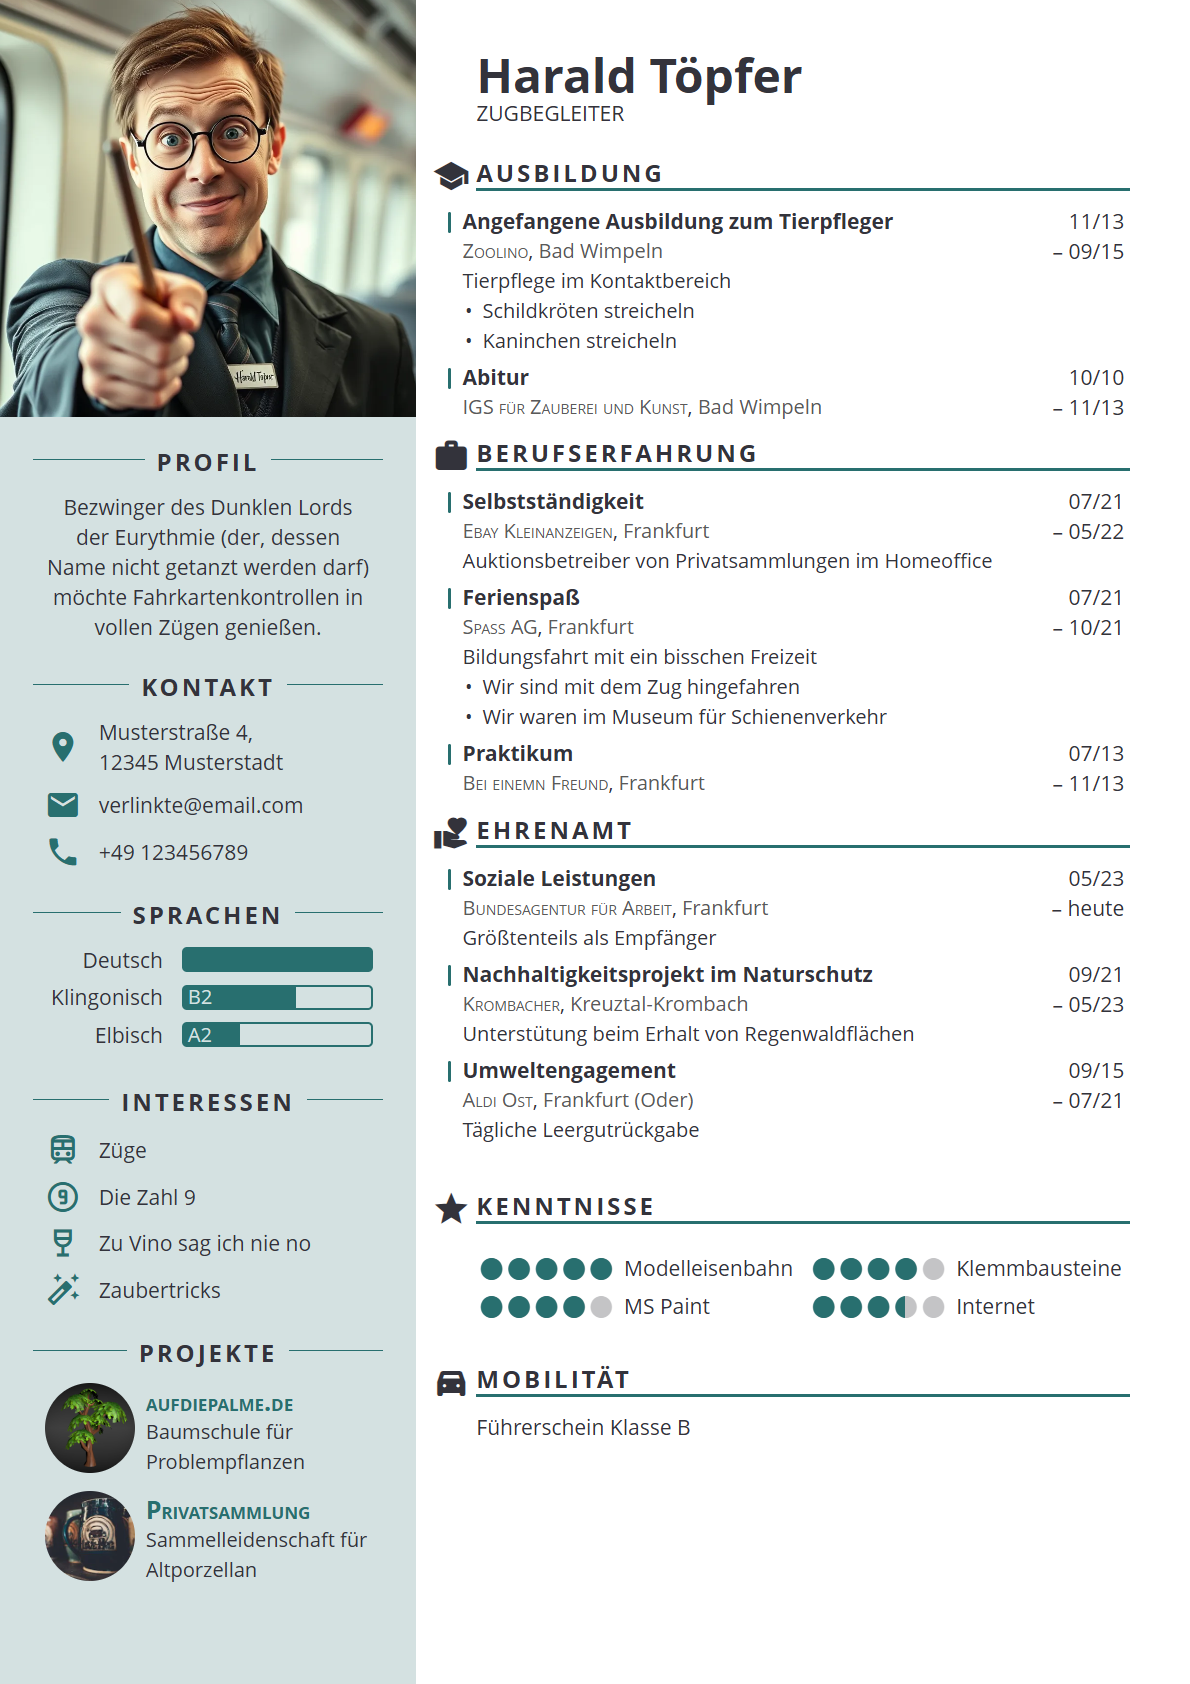 Harald Töpfer
PROFIL
Bezwinger des Dunklen Lords
der Eurythmie (der, dessen
Name nicht getanzt werden darf)
möchte Fahrkartenkontrollen in
vollen Zügen genießen.
KONTAKT
Musterstraße 4,
12345 Musterstadt
verlinkte@email.com
+49 123456789
SPRACHEN
Deutsch
Klingonisch B2
Elbisch A2
INTERESSEN
Züge
9 Die Zahl 9
Zu Vino sag ich nie no
Zaubertricks
PROJEKTE
AUFDIEPALME.DE
Baumschule für
Problempflanzen
PRIVATSAMMLUNG
Sammelleidenschaft für
Altporzellan
Harald Töpfer
ZUGBEGLEITER
AUSBILDUNG
Angefangene Ausbildung zum Tierpfleger 11/13
ZOOLINO, Bad Wimpeln – 09/15
Tierpflege im Kontaktbereich
• Schildkröten streicheln
• Kaninchen streicheln
Abitur 10/10
IGS FÜR ZAUBEREI UND KUNST, Bad Wimpeln – 11/13
BERUFSERFAHRUNG
Selbstständigkeit 07/21
EBAY KLEINANZEIGEN, Frankfurt – 05/22
Auktionsbetreiber von Privatsammlungen im Homeoffice
Ferienspaß 07/21
SPASS AG, Frankfurt – 10/21
Bildungsfahrt mit ein bisschen Freizeit
• Wir sind mit dem Zug hingefahren
• Wir waren im Museum für Schienenverkehr
Praktikum 07/13
BEI EINEMN FREUND, Frankfurt – 11/13
EHRENAMT
Soziale Leistungen 05/23
BUNDESAGENTUR FÜR ARBEIT, Frankfurt – heute
Größtenteils als Empfänger
Nachhaltigkeitsprojekt im Naturschutz 09/21
KROMBACHER, Kreuztal-Krombach – 05/23
Unterstütung beim Erhalt von Regenwaldflächen
Umweltengagement 09/15
ALDI OST, Frankfurt (Oder) – 07/21
Tägliche Leergutrückgabe
KENNTNISSE
Modelleisenbahn Klemmbausteine
MS Paint Internet
MOBILITÄT
Führerschein Klasse B